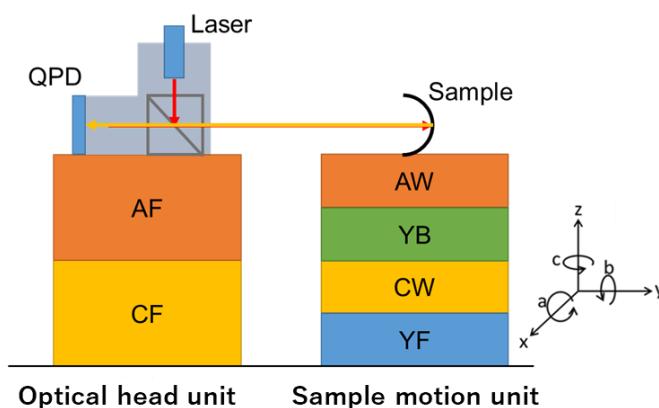 Laser
QPD
Sample
AF
CF
AW
YB
CW
YF
z
c
b
a
y
x
Optical head unit
Sample motion unit